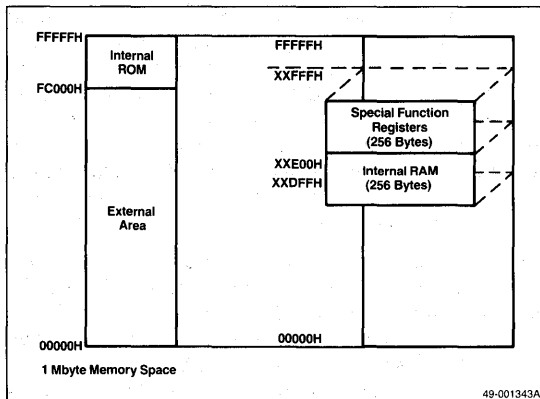 FFFFFH
Internal
ROM
FC000H
External
Area
00000H
FFFFFH
XXFFFH
Special Function
Registers
(256 Bytes)
XXE00H
XXDFFH
Internal RAM
(256 Bytes)
00000H
1 Mbyte Memory Space
49-001343A